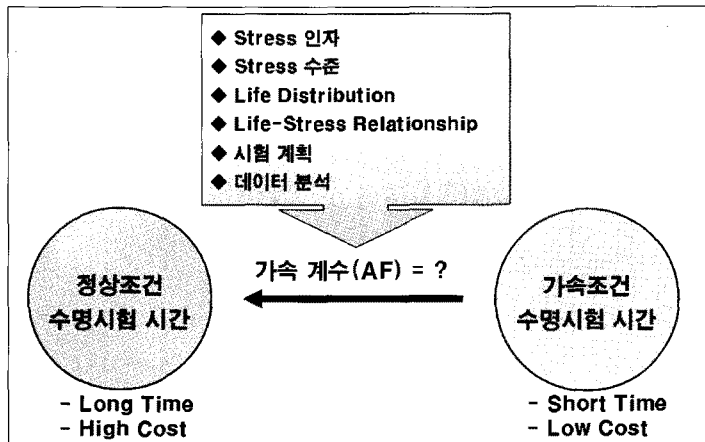 ◆ Stress 인자
◆ Stress 수준
◆ Life Distribution
◆ Life-Stress Relationship
◆ 시험 계획
◆ 데이터 분석
가속 계수(AF) = ?
정상조건
수명시험 시간
가속조건
수명시험 시간
- Long Time
- High Cost
- Short Time
- Low Cost